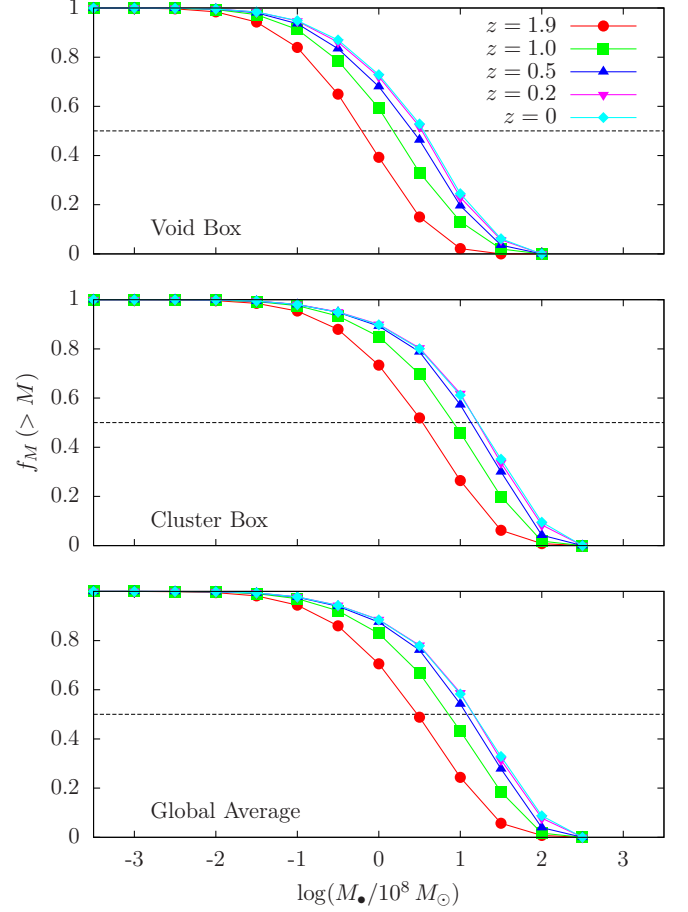 1
0.8
0.6
0.4
0.2
0
z = 1.9
z = 1.0
z = 0.5
z = 0.2
z = 0
Void Box
1
0.8
0.6
0.4
0.2
0
f_M(> M)
Cluster Box
0.8
0.6
0.4
0.2
0
Global Average
-3 -2 -1 0 1 2 3
log(M_•/10^8 M_⊙)